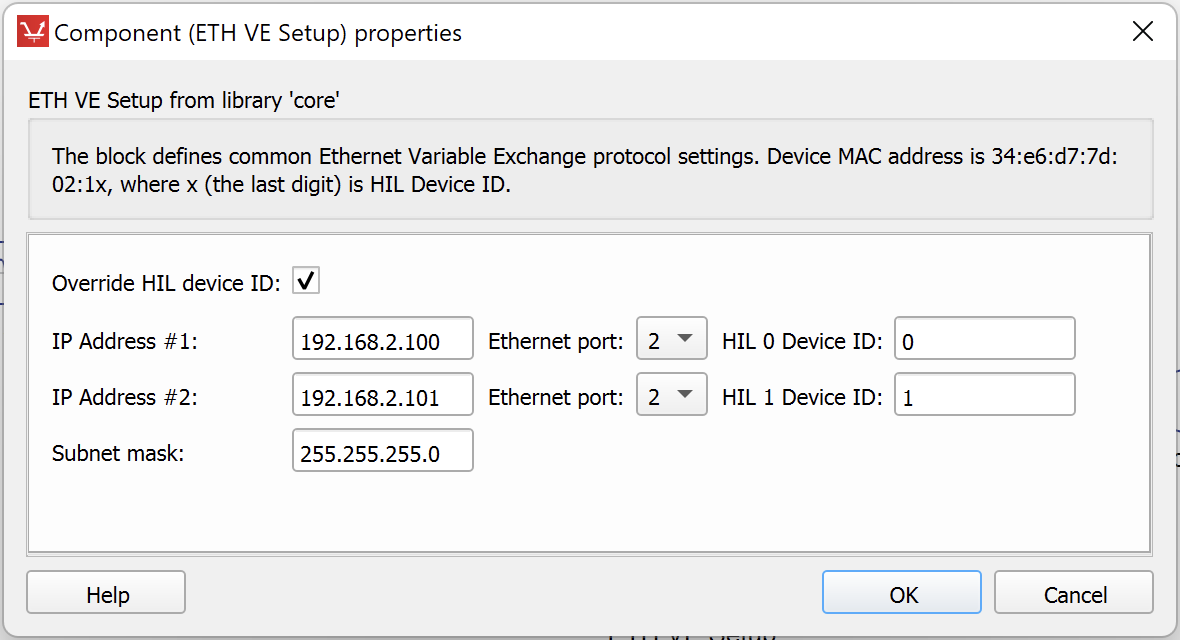 Component (ETH VE Setup) properties
ETH VE Setup from library 'core'
The block defines common Ethernet Variable Exchange protocol settings. Device MAC address is 34:e6:d7:7d:
02:1x, where x (the last digit) is HIL Device ID.
Override HIL device ID:
IP Address #1: 192.168.2.100 Ethernet port: 2 HIL 0 Device ID: 0
IP Address #2: 192.168.2.101 Ethernet port: 2 HIL 1 Device ID: 1
Subnet mask: 255.255.255.0
Help OK Cancel